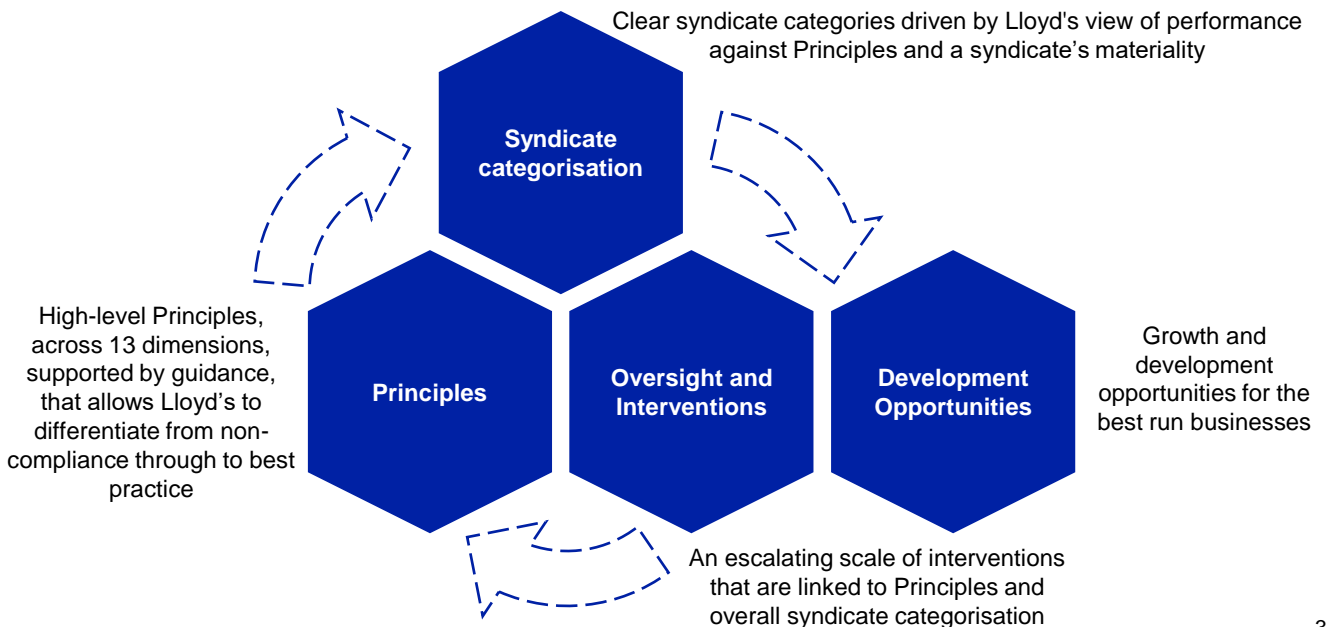 Clear syndicate categories driven by Lloyd's view of performance
against Principles and a syndicate’s materiality
Syndicate
categorisation
High-level Principles,
across 13 dimensions,
supported by guidance,
that allows Lloyd’s to
differentiate from non-
compliance through to best
practice
Principles
Oversight and
Interventions
Development
Opportunities
Growth and
development
opportunities for the
best run businesses
An escalating scale of interventions
that are linked to Principles and
overall syndicate categorisation
3